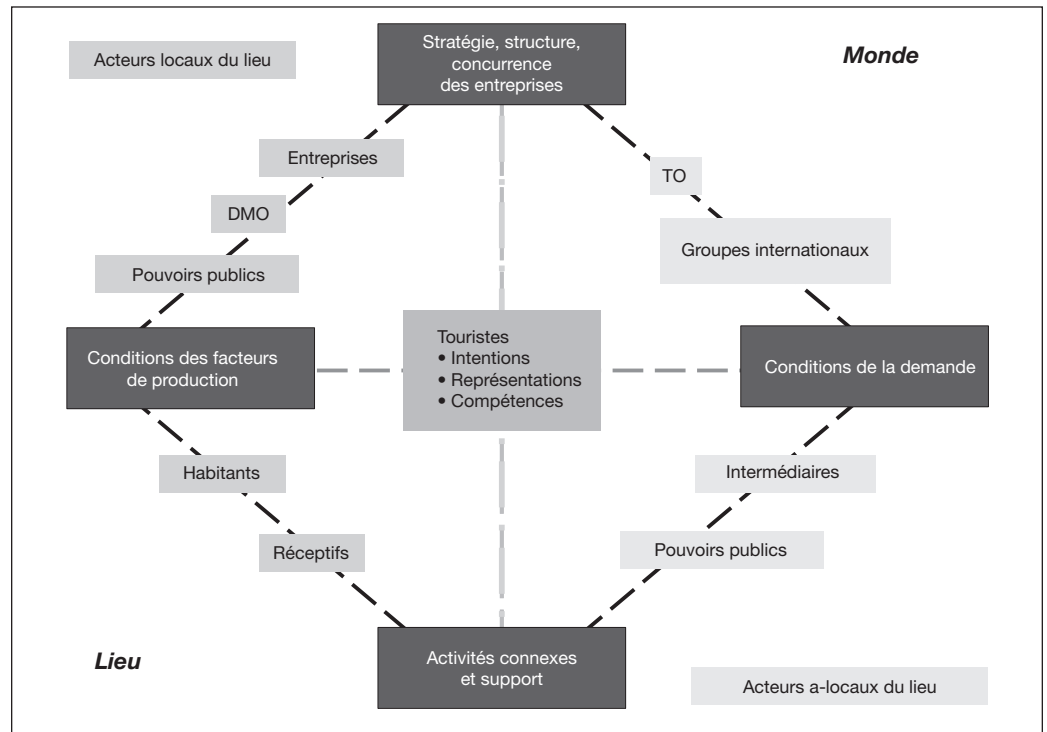 Stratégie, structure,
concurrence
des entreprises
Acteurs locaux du lieu
Monde
Entreprises
TO
DMO
Groupes internationaux
Pouvoirs publics
Conditions des facteurs
de production
Touristes
• Intentions
• Représentations
• Compétences
Conditions de la demande
Habitants
Intermédiaires
Réceptifs
Pouvoirs publics
Lieu
Activités connexes
et support
Acteurs a-locaux du lieu